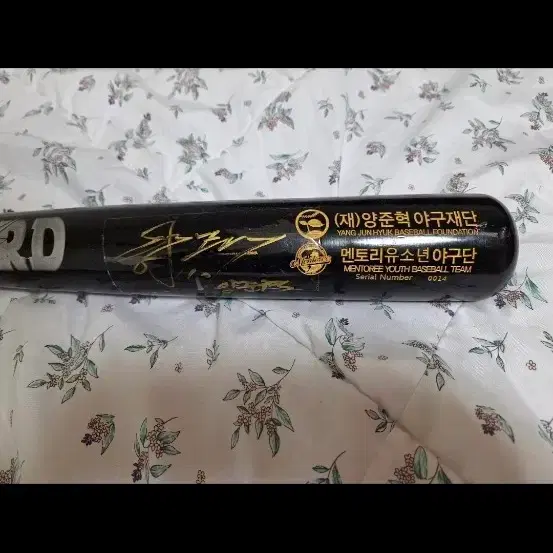 RD
(재)양준혁 야구재단
YANG JUN HYUK BASEBALL FOUNDATION
멘토리유소년 야구단
MENTOREE YOUTH BASEBALL TEAM
Serial Number 0014